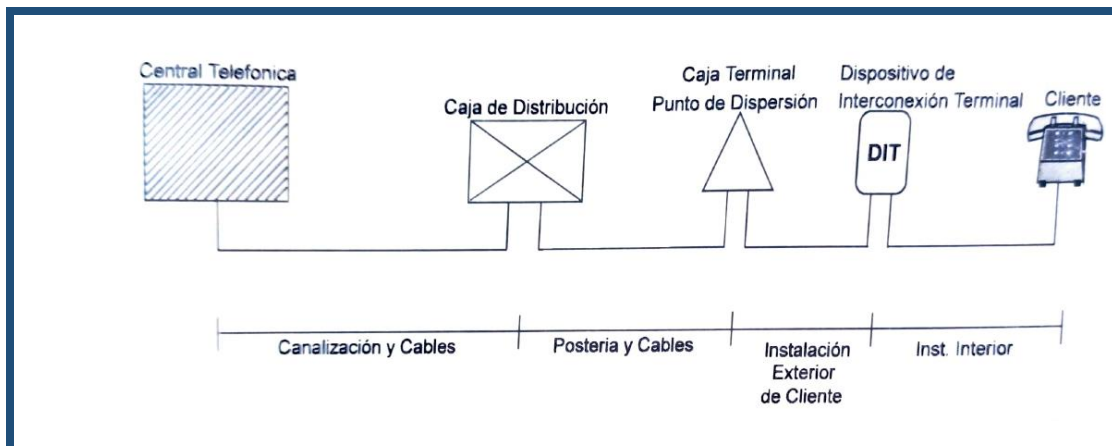 Central Telefonica
Caja de Distribución
Caja Terminal
Punto de Dispersión
Dispositivo de
Interconexión Terminal
Cliente
DIT
Canalización y Cables
Posteria y Cables
Instalación
Exterior
de Cliente
Inst. Interior